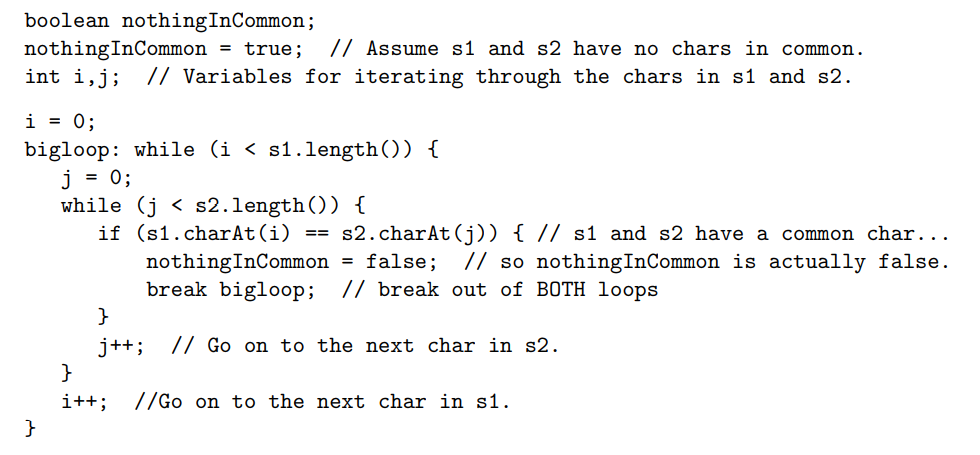 boolean nothingInCommon;
nothingInCommon = true;  // Assume s1 and s2 have no chars in common.
int i,j;  // Variables for iterating through the chars in s1 and s2.

i = 0;
bigloop: while (i < s1.length()) {
   j = 0;
   while (j < s2.length()) {
      if (s1.charAt(i) == s2.charAt(j)) { // s1 and s2 have a common char...
          nothingInCommon = false;  // so nothingInCommon is actually false.
          break bigloop;  // break out of BOTH loops
      }
      j++;  // Go on to the next char in s2.
   }
   i++;  //Go on to the next char in s1.
}